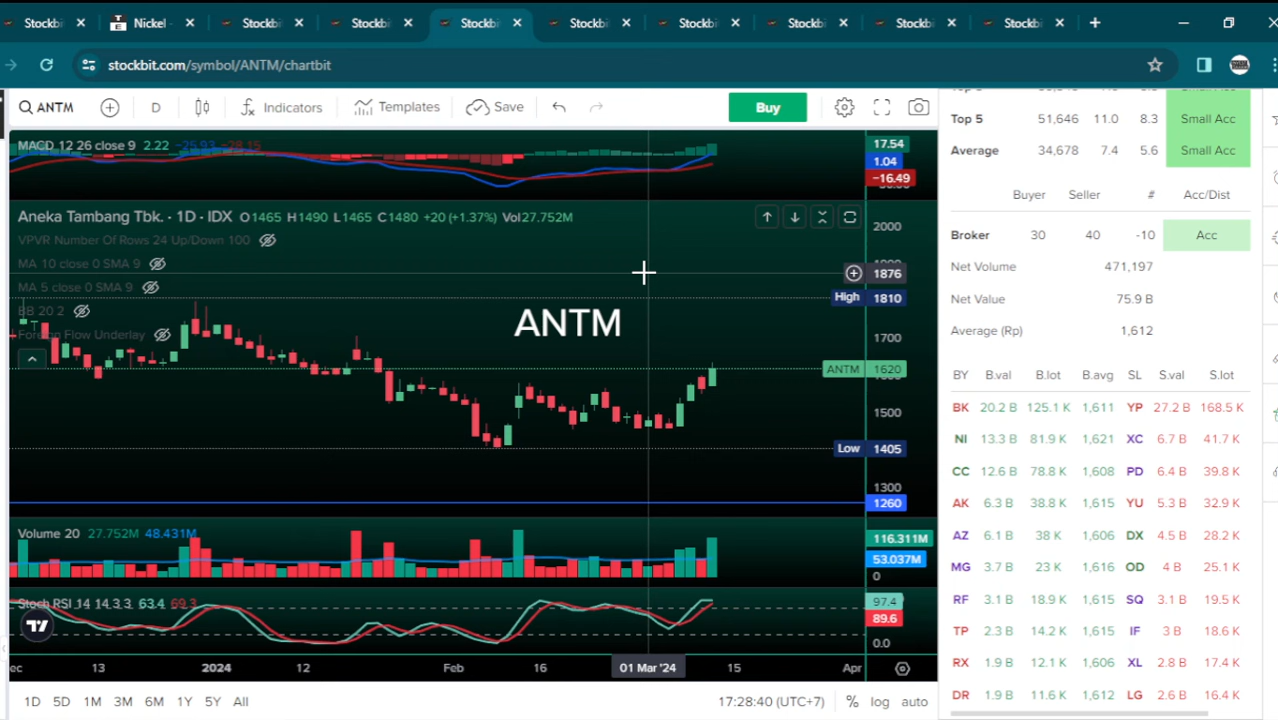 Stockbi
Nickel
Stockbi
Stockbi
Stockbi
Stockbi
Stockbi
Stockbi
Stockbi
Stockbi
stockbit.com/symbol/ANTM/chartbit
ANTM D Indicators Templates Save Buy
MACD 12 26 close 9 2.22 -25.93 -28.15
17.54
1.04
−16.49
Aneka Tambang Tbk. · 1D · IDX O1465 H1490 L1465 C1480 +20 (+1.37%) Vol27.752M
VPVR Number Of Rows 24 Up/Down 100
MA 10 close 0 SMA 9
MA 5 close 0 SMA 9
BB 20 2
Foreign Flow Underlay
ANTM
2000
1876
High 1810
1700
ANTM 1620
1500
Low 1405
1300
1260
Volume 20 27.752M 48.431M
116.311M
53.037M
0
Stoch RSI 14 14 3 3 63.4 69.3
97.4
89.6
0.0
13 2024 12 Feb 16 01 Mar '24 15 Apr
1D 5D 1M 3M 6M 1Y 5Y All 17:28:40 (UTC+7) % log auto
Top 5 51,646 11.0 8.3 Small Acc
Average 34,678 7.4 5.6 Small Acc
Buyer Seller # Acc/Dist
Broker 30 40 -10 Acc
Net Volume 471,197
Net Value 75.9 B
Average (Rp) 1,612
BY B.val B.lot B.avg SL S.val S.lot
BK 20.2 B 125.1 K 1,611 YP 27.2 B 168.5 K
NI 13.3 B 81.9 K 1,621 XC 6.7 B 41.7 K
CC 12.6 B 78.8 K 1,608 PD 6.4 B 39.8 K
AK 6.3 B 38.8 K 1,615 YU 5.3 B 32.9 K
AZ 6.1 B 38 K 1,606 DX 4.5 B 28.2 K
MG 3.7 B 23 K 1,616 OD 4 B 25.1 K
RF 3.1 B 18.9 K 1,615 SQ 3.1 B 19.5 K
TP 2.3 B 14.2 K 1,615 IF 3 B 18.6 K
RX 1.9 B 12.1 K 1,606 XL 2.8 B 17.4 K
DR 1.9 B 11.6 K 1,612 LG 2.6 B 16.4 K